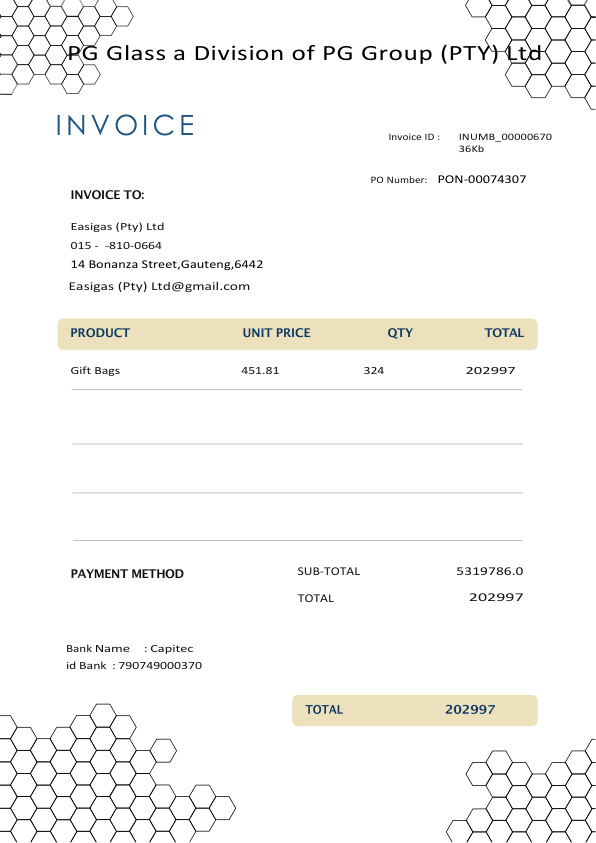 PG Glass a Division of PG Group (PTY) Ltd
INVOICE
Invoice ID : INUMB_00000670
36Kb
PO Number: PON-00074307
INVOICE TO:
Easigas (Pty) Ltd
015 - -810-0664
14 Bonanza Street,Gauteng,6442
Easigas (Pty) Ltd@gmail.com
PRODUCT UNIT PRICE QTY TOTAL
Gift Bags 451.81 324 202997
PAYMENT METHOD
SUB-TOTAL 5319786.0
TOTAL 202997
Bank Name : Capitec
id Bank : 790749000370
TOTAL 202997